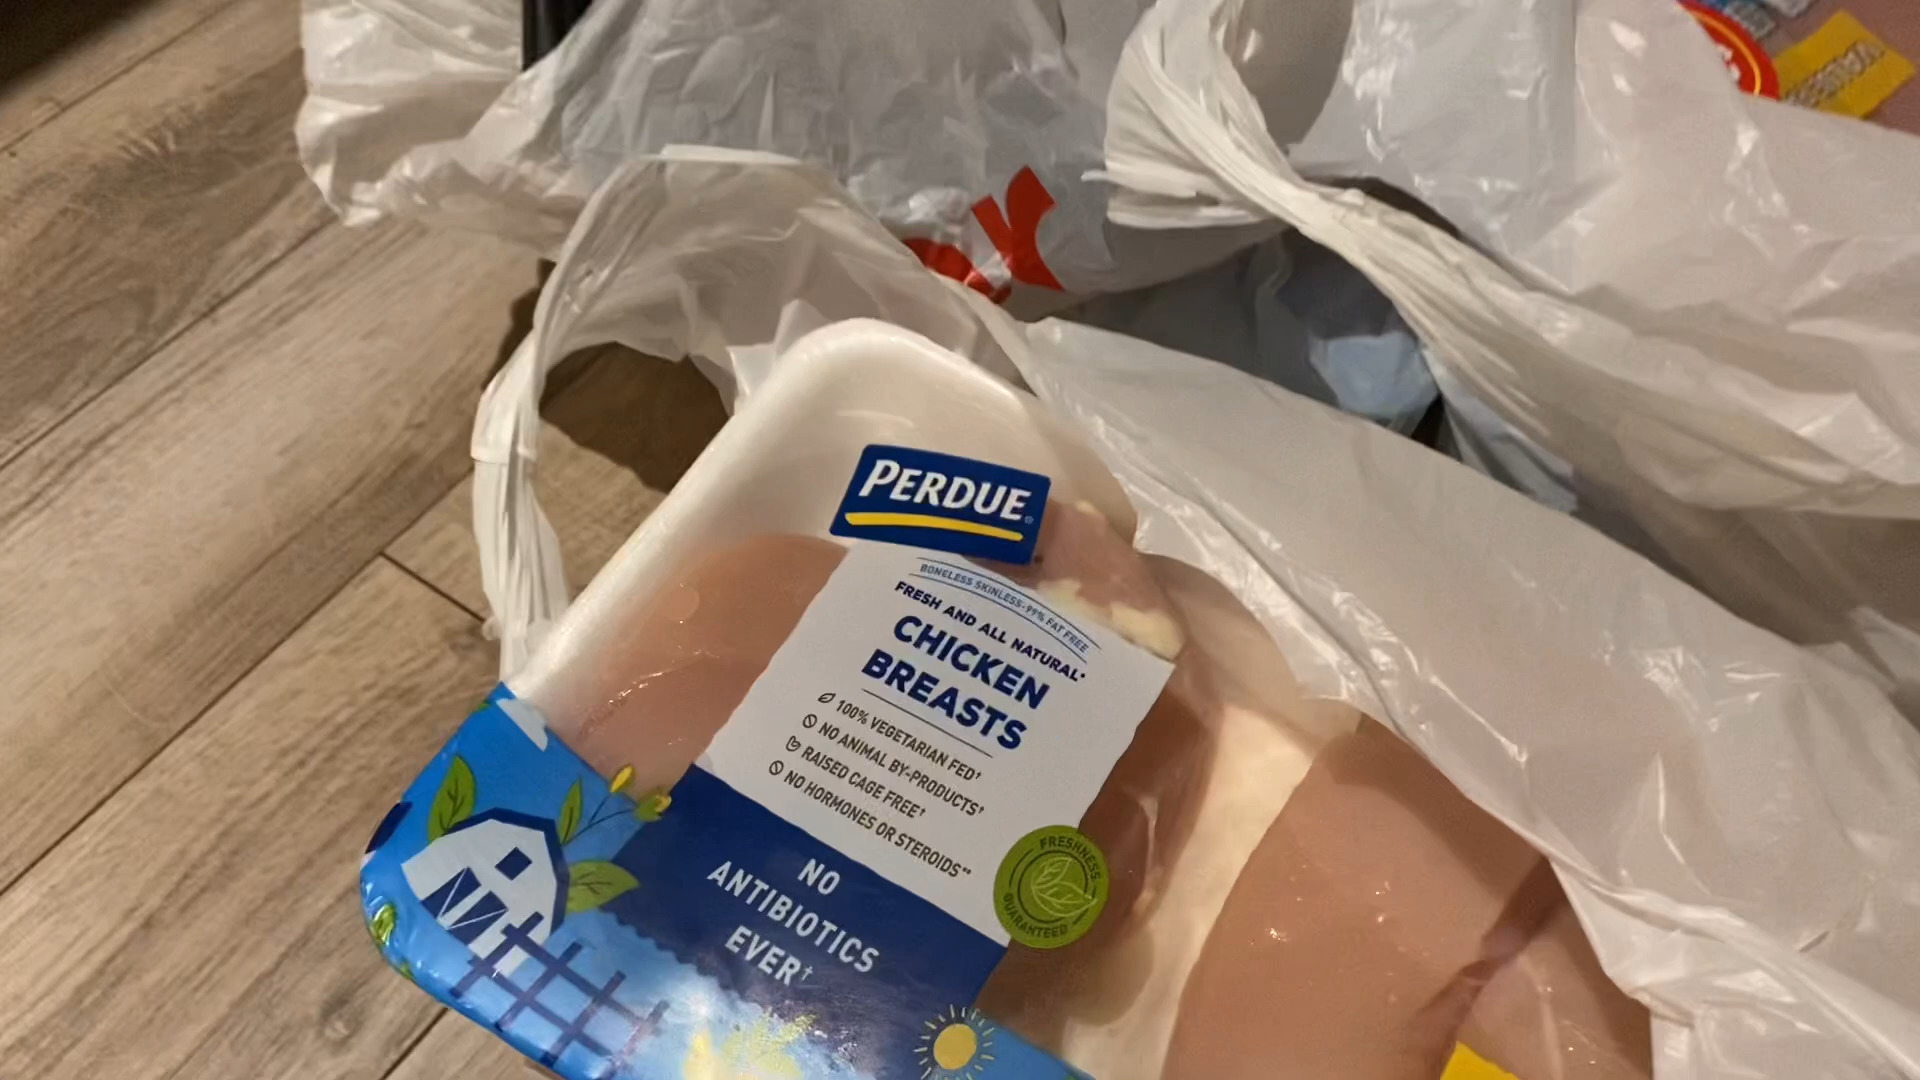 PERDUE
BONELESS SKINLESS·99% FAT FREE
FRESH AND ALL NATURAL*
CHICKEN
BREASTS
100% VEGETARIAN FED†
NO ANIMAL BY-PRODUCTS†
RAISED CAGE FREE†
NO HORMONES OR STEROIDS**
FRESHNESS
GUARANTEED
NO
ANTIBIOTICS
EVER†